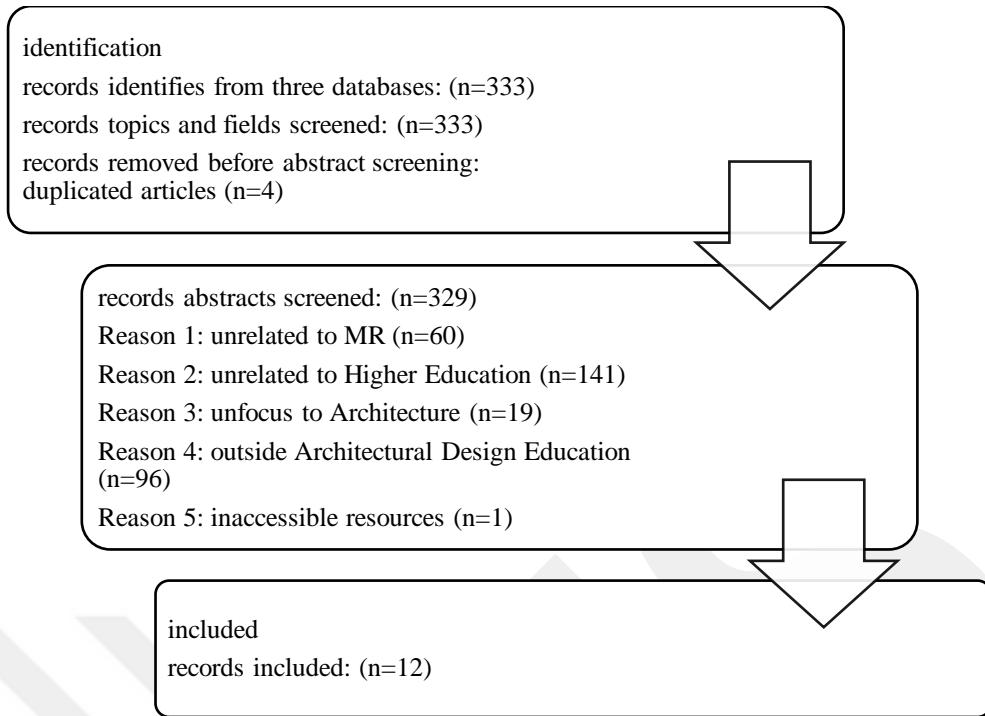 identification
records identifies from three databases: (n=333)
records topics and fields screened: (n=333)
records removed before abstract screening:
duplicated articles (n=4)
records abstracts screened: (n=329)
Reason 1: unrelated to MR (n=60)
Reason 2: unrelated to Higher Education (n=141)
Reason 3: unfocus to Architecture (n=19)
Reason 4: outside Architectural Design Education
(n=96)
Reason 5: inaccessible resources (n=1)
included
records included: (n=12)